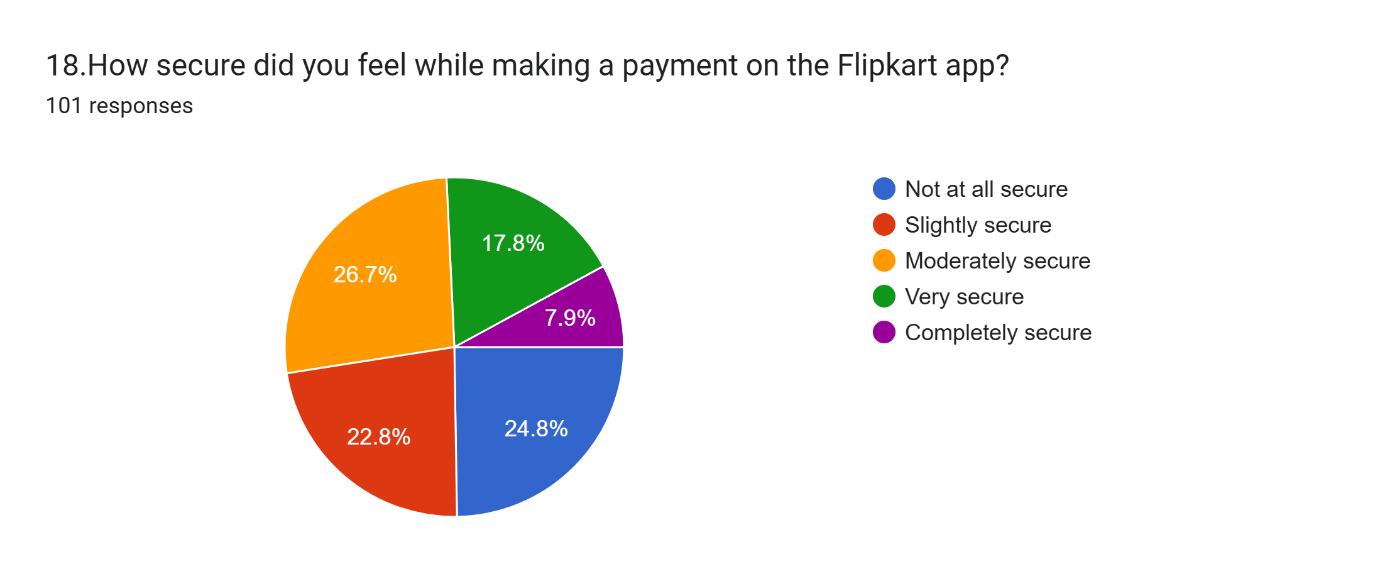 18.How secure did you feel while making a payment on the Flipkart app?
101 responses
17.8%
26.7%
7.9%
24.8%
22.8%
Not at all secure
Slightly secure
Moderately secure
Very secure
Completely secure